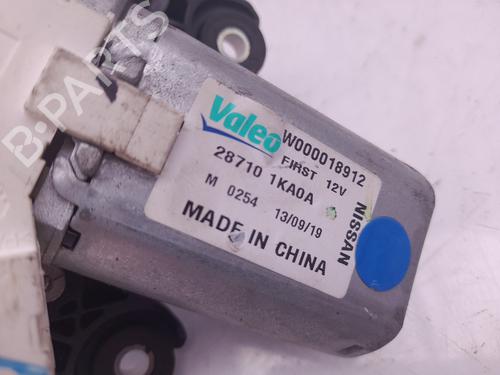 B-PARTS
Valeo
W000018912
FIRST 12V
28710 1KA0A
M 0254 13/09/19
NISSAN
MADE IN CHINA